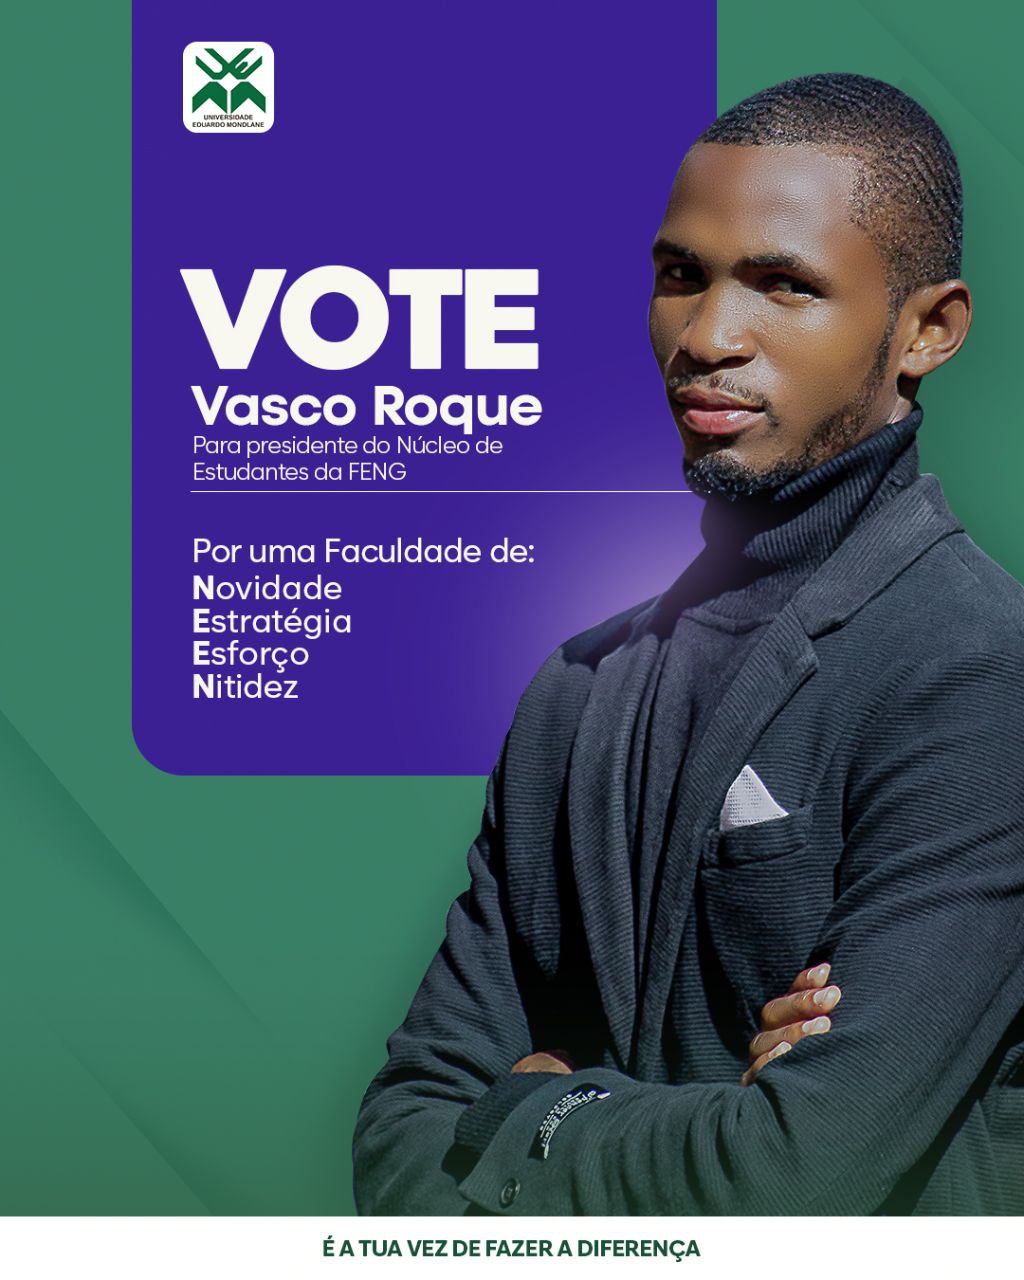 UNIVERSIDADE
EDUARDO MONDLANE
VOTE
Vasco Roque
Para presidente do Núcleo de
Estudantes da FENG
Por uma Faculdade de:
Novidade
Estratégia
Esforço
Nitidez
É A TUA VEZ DE FAZER A DIFERENÇA